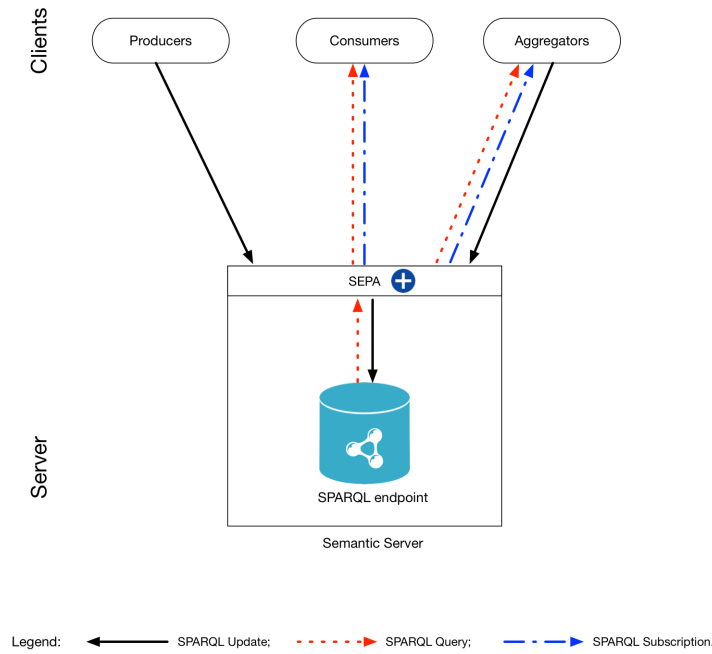 Clients
Producers
Consumers
Aggregators
SEPA
Server
SPARQL endpoint
Semantic Server
Legend: SPARQL Update; SPARQL Query; SPARQL Subscription.